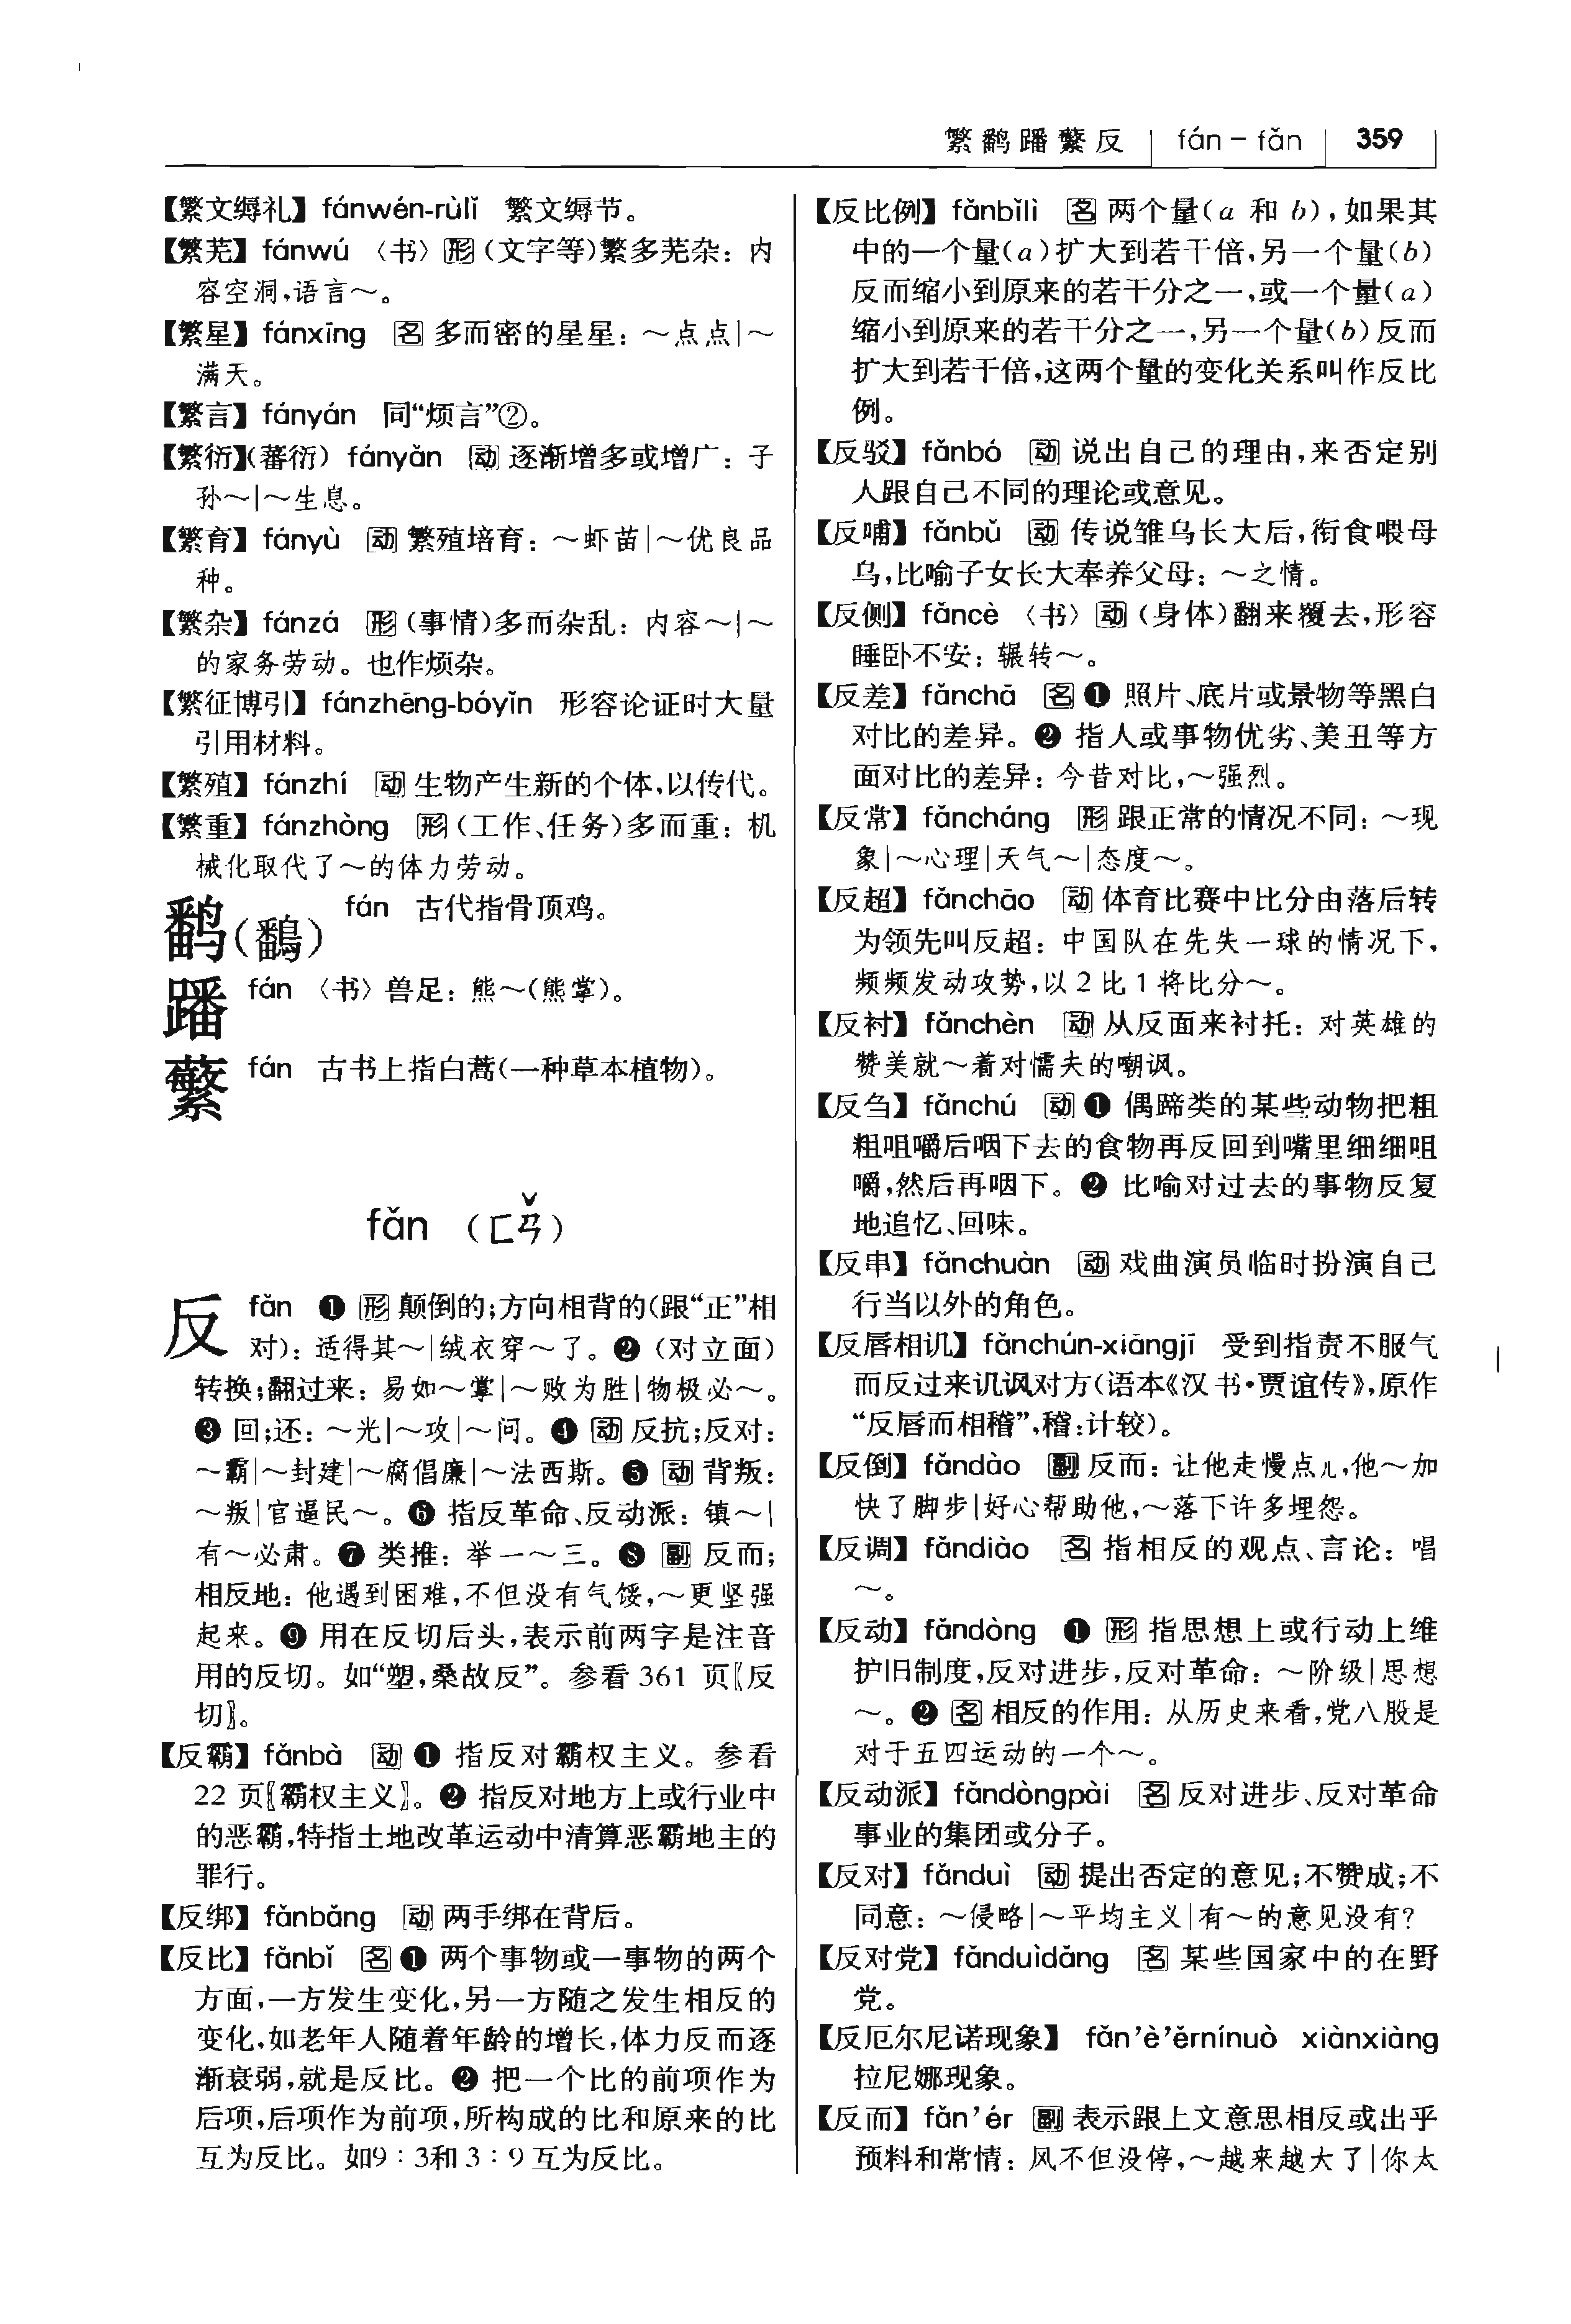 繁鹬蹯蘩反 fán－fǎn 359
【繁文缛礼】fánwén-rùlǐ 繁文缛节。
【繁芜】fánwú 〈书〉形(文字等)繁多芜杂：内
容空洞，语言～。
【繁星】fánxīng 名 多而密的星星：～点点|～
满天。
【繁言】fányán 同“烦言”②。
【繁衍】(蕃衍) fányǎn 动 逐渐增多或增广：子
孙～|～生息。
【繁育】fányù 动 繁殖培育：～虾苗|～优良品
种。
【繁杂】fánzá 形(事情)多而杂乱：内容～|～
的家务劳动。也作烦杂。
【繁征博引】fánzhēng-bóyǐn 形容论证时大量
引用材料。
【繁殖】fánzhí 动 生物产生新的个体，以传代。
【繁重】fánzhòng 形(工作、任务)多而重：机
械化取代了～的体力劳动。
鹬(鷭) fán 古代指骨顶鸡。
蹯 fán 〈书〉兽足：熊～(熊掌)。
蘩 fán 古书上指白蒿(一种草本植物)。
fǎn (ㄈㄢˇ)
反 fǎn ❶ 形 颠倒的；方向相背的(跟“正”相
对)：适得其～|绒衣穿～了。❷(对立面)
转换；翻过来：易如～掌|～败为胜|物极必～。
❸ 回；还：～光|～攻|～问。❹ 动 反抗；反对：
～霸|～封建|～腐倡廉|～法西斯。❺ 动 背叛：
～叛|官逼民～。❻ 指反革命、反动派：镇～|
有～必肃。❼ 类推：举一～三。❽ 副 反而；
相反地：他遇到困难，不但没有气馁，～更坚强
起来。❾ 用在反切后头，表示前两字是注音
用的反切。如“塑，桑故反”。参看361 页〖反
切〗。
【反霸】fǎnbà 动 ❶ 指反对霸权主义。参看
22 页〖霸权主义〗。❷ 指反对地方上或行业中
的恶霸，特指土地改革运动中清算恶霸地主的
罪行。
【反绑】fǎnbǎng 动 两手绑在背后。
【反比】fǎnbǐ 名 ❶ 两个事物或一事物的两个
方面，一方发生变化，另一方随之发生相反的
变化，如老年人随着年龄的增长，体力反而逐
渐衰弱，就是反比。❷ 把一个比的前项作为
后项，后项作为前项，所构成的比和原来的比
互为反比。如9∶3和3∶9互为反比。
【反比例】fǎnbǐlì 名 两个量(a 和 b)，如果其
中的一个量(a)扩大到若干倍，另一个量(b)
反而缩小到原来的若干分之一，或一个量(a)
缩小到原来的若干分之一，另一个量(b)反而
扩大到若干倍，这两个量的变化关系叫作反比
例。
【反驳】fǎnbó 动 说出自己的理由，来否定别
人跟自己不同的理论或意见。
【反哺】fǎnbǔ 动 传说雏乌长大后，衔食喂母
乌，比喻子女长大奉养父母：～之情。
【反侧】fǎncè 〈书〉动(身体)翻来覆去，形容
睡卧不安：辗转～。
【反差】fǎnchā 名 ❶ 照片、底片或景物等黑白
对比的差异。❷ 指人或事物优劣、美丑等方
面对比的差异：今昔对比，～强烈。
【反常】fǎncháng 形 跟正常的情况不同：～现
象|～心理|天气～|态度～。
【反超】fǎnchāo 动 体育比赛中比分由落后转
为领先叫反超：中国队在先失一球的情况下，
频频发动攻势，以2比1将比分～。
【反衬】fǎnchèn 动 从反面来衬托：对英雄的
赞美就～着对懦夫的嘲讽。
【反刍】fǎnchú 动 ❶ 偶蹄类的某些动物把粗
粗咀嚼后咽下去的食物再反回到嘴里细细咀
嚼，然后再咽下。❷ 比喻对过去的事物反复
地追忆、回味。
【反串】fǎnchuàn 动 戏曲演员临时扮演自己
行当以外的角色。
【反唇相讥】fǎnchún-xiāngjī 受到指责不服气
而反过来讥讽对方(语本《汉书·贾谊传》，原作
“反唇而相稽”，稽：计较)。
【反倒】fǎndào 副 反而：让他走慢点儿，他～加
快了脚步|好心帮助他，～落下许多埋怨。
【反调】fǎndiào 名 指相反的观点、言论：唱
～。
【反动】fǎndòng ❶ 形 指思想上或行动上维
护旧制度，反对进步，反对革命：～阶级|思想
～。❷ 名 相反的作用：从历史来看，党八股是
对于五四运动的一个～。
【反动派】fǎndòngpài 名 反对进步、反对革命
事业的集团或分子。
【反对】fǎnduì 动 提出否定的意见；不赞成；不
同意：～侵略|～平均主义|有～的意见没有？
【反对党】fǎnduìdǎng 名 某些国家中的在野
党。
【反厄尔尼诺现象】 fǎn’è’ěrnínuò xiànxiàng
拉尼娜现象。
【反而】fǎn’ér 副 表示跟上文意思相反或出乎
预料和常情：风不但没停，～越来越大了|你太